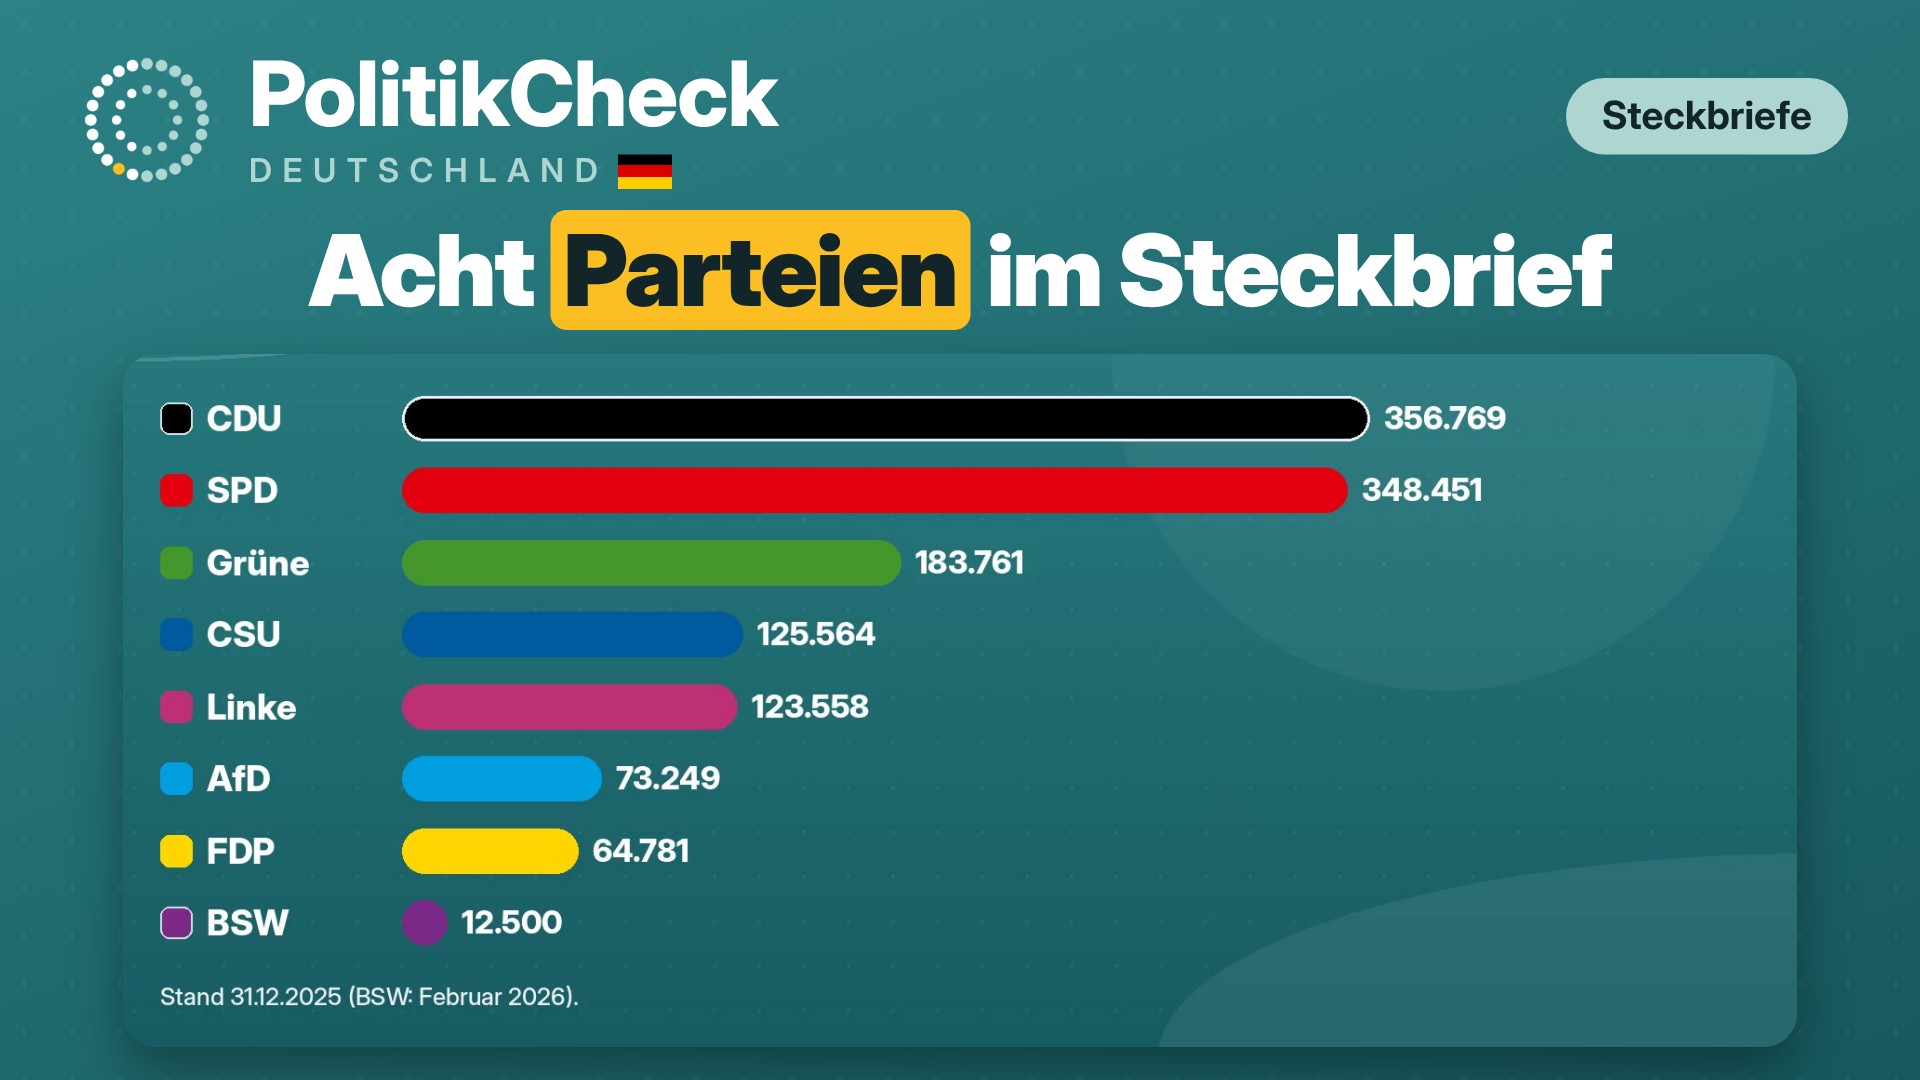 PolitikCheck
DEUTSCHLAND
Steckbriefe
Acht Parteien im Steckbrief
CDU 356.769
SPD 348.451
Grüne 183.761
CSU 125.564
Linke 123.558
AfD 73.249
FDP 64.781
BSW 12.500
Stand 31.12.2025 (BSW: Februar 2026).